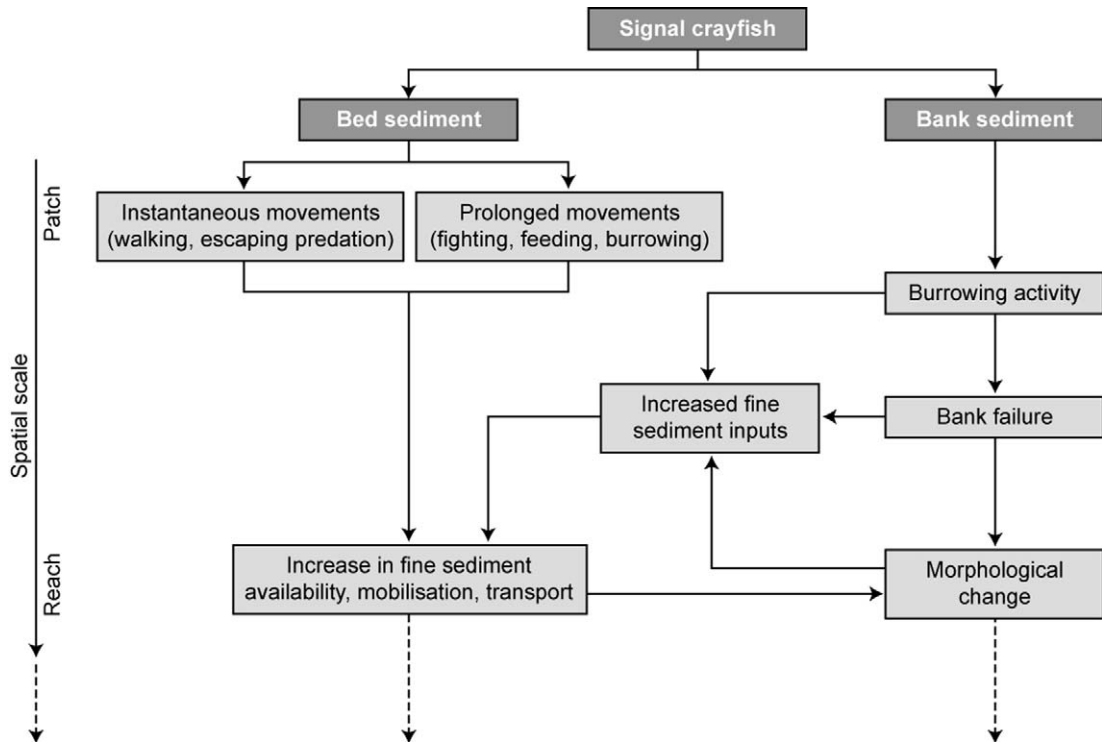 Signal crayfish
Bed sediment
Bank sediment
Patch
Instantaneous movements
(walking, escaping predation)
Prolonged movements
(fighting, feeding, burrowing)
Burrowing activity
Spatial scale
Increased fine
sediment inputs
Bank failure
Reach
Increase in fine sediment
availability, mobilisation, transport
Morphological
change